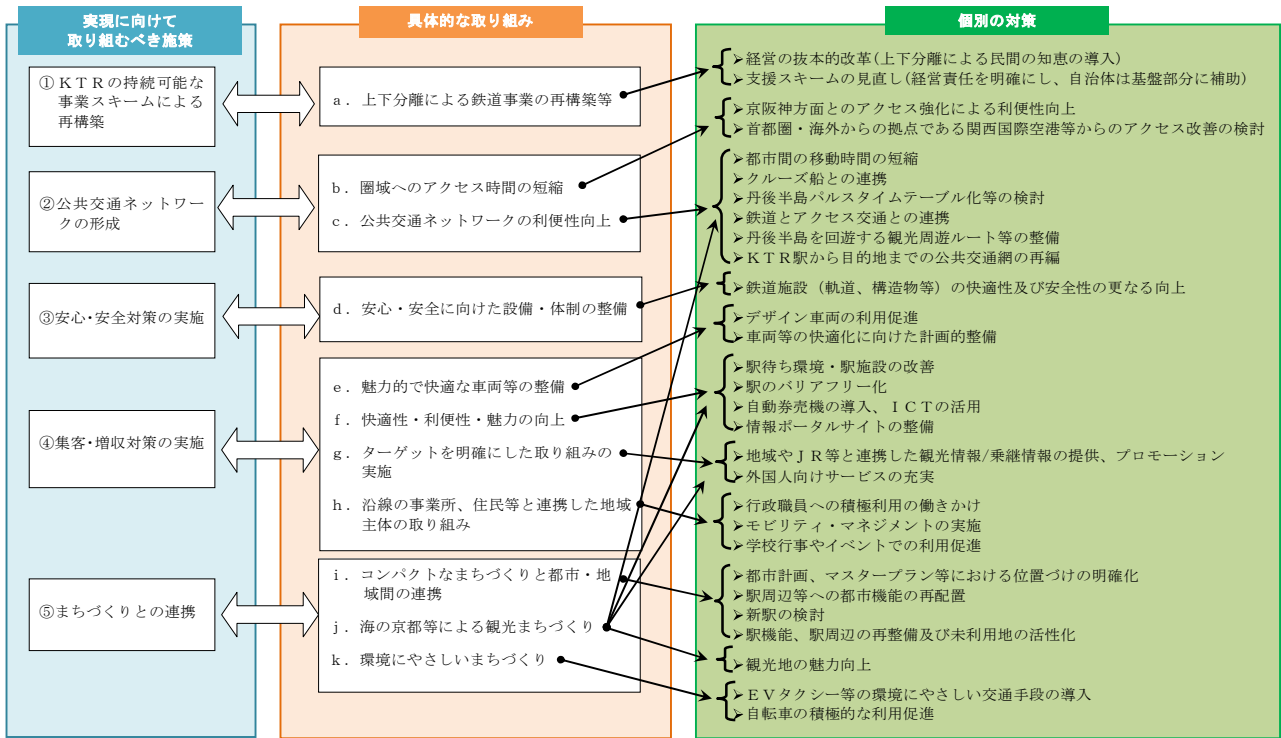 実現に向けて
取り組むべき施策
①ＫＴＲの持続可能な
事業スキームによる
再構築
②公共交通ネットワー
クの形成
③安心・安全対策の実施
④集客・増収対策の実施
⑤まちづくりとの連携
具体的な取り組み
ａ．上下分離による鉄道事業の再構築等
ｂ．圏域へのアクセス時間の短縮
ｃ．公共交通ネットワークの利便性向上
ｄ．安心・安全に向けた設備・体制の整備
ｅ．魅力的で快適な車両等の整備
ｆ．快適性・利便性・魅力の向上
ｇ．ターゲットを明確にした取り組みの
実施
ｈ．沿線の事業所、住民等と連携した地域
主体の取り組み
ｉ．コンパクトなまちづくりと都市・地
域間の連携
ｊ．海の京都等による観光まちづくり
ｋ．環境にやさしいまちづくり
個別の対策
➢経営の抜本的改革(上下分離による民間の知恵の導入)
➢支援スキームの見直し(経営責任を明確にし、自治体は基盤部分に補助)
➢京阪神方面とのアクセス強化による利便性向上
➢首都圏・海外からの拠点である関西国際空港等からのアクセス改善の検討
➢都市間の移動時間の短縮
➢クルーズ船との連携
➢丹後半島パルスタイムテーブル化等の検討
➢鉄道とアクセス交通との連携
➢丹後半島を回遊する観光周遊ルート等の整備
➢ＫＴＲ駅から目的地までの公共交通網の再編
➢鉄道施設（軌道、構造物等）の快適性及び安全性の更なる向上
➢デザイン車両の利用促進
➢車両等の快適化に向けた計画的整備
➢駅待ち環境・駅施設の改善
➢駅のバリアフリー化
➢自動券売機の導入、ＩＣＴの活用
➢情報ポータルサイトの整備
➢地域やＪＲ等と連携した観光情報/乗継情報の提供、プロモーション
➢外国人向けサービスの充実
➢行政職員への積極利用の働きかけ
➢モビリティ・マネジメントの実施
➢学校行事やイベントでの利用促進
➢都市計画、マスタープラン等における位置づけの明確化
➢駅周辺等への都市機能の再配置
➢新駅の検討
➢駅機能、駅周辺の再整備及び未利用地の活性化
➢観光地の魅力向上
➢ＥＶタクシー等の環境にやさしい交通手段の導入
➢自転車の積極的な利用促進